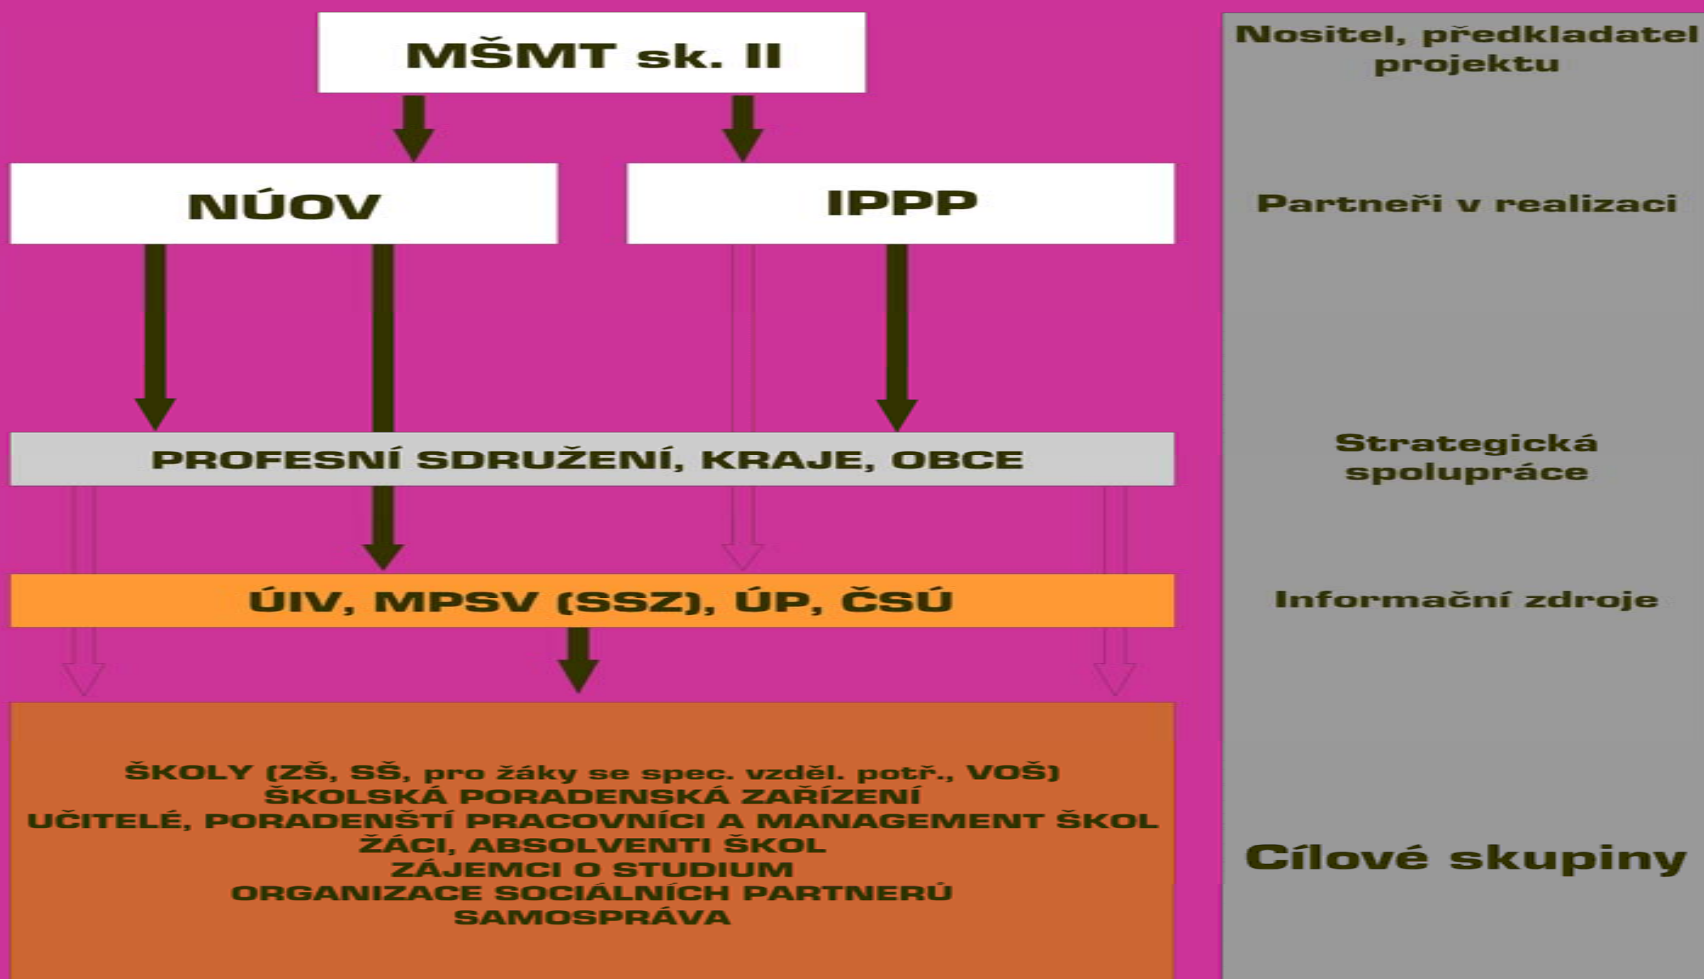 MŠMT sk. II
Nositel, předkladatel
projektu
NÚOV
IPPP
Partneři v realizaci
PROFESNÍ SDRUŽENÍ, KRAJE, OBCE
Strategická
spolupráce
ÚIV, MPSV (SSZ), ÚP, ČSÚ
Informační zdroje
ŠKOLY (ZŠ, SŠ, pro žáky se spec. vzděl. potř., VOŠ)
ŠKOLSKÁ PORADENSKÁ ZAŘÍZENÍ
UČITELÉ, PORADENŠTÍ PRACOVNÍCI A MANAGEMENT ŠKOL
ŽÁCI, ABSOLVENTI ŠKOL
ZÁJEMCI O STUDIUM
ORGANIZACE SOCIÁLNÍCH PARTNERÚ
SAMOSPRÁVA
Cílové skupiny